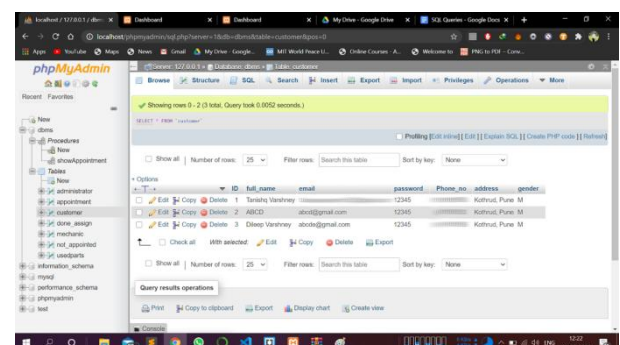 localhost / 127.0.0.1 / dbms
Dashboard
Dashboard
My Drive - Google Drive
SQL Queries - Google Docs
localhost/phpmyadmin/sql.php?server=1&db=dbms&table=customer&pos=0
Apps YouTube Maps News Gmail My Drive - Google... MIT World Peace U... Online Courses - A... Welcome to PNG to PDF – Conv...
phpMyAdmin
Recent Favorites
New
dbms
Procedures
New
showAppointment
Tables
New
administrator
appointment
customer
done_assign
mechanic
not_appointed
usedparts
information_schema
mysql
performance_schema
phpmyadmin
test
Server: 127.0.0.1 » Database: dbms » Table: customer
Browse Structure SQL Search Insert Export Import Privileges Operations More
Showing rows 0 - 2 (3 total, Query took 0.0052 seconds.)
SELECT * FROM `customer`
Profiling [Edit inline] [ Edit ] [ Explain SQL ] [ Create PHP code ] [ Refresh]
Show all Number of rows: 25 Filter rows: Search this table Sort by key: None
+ Options
ID full_name email password Phone_no address gender
Edit Copy Delete 1 Tanishq Varshney 12345 Kothrud, Pune M
Edit Copy Delete 2 ABCD abcde@gmail.com 12345 Kothrud, Pune M
Edit Copy Delete 3 Dileep Varshney abc@gmail.com 12345 Kothrud, Pune M
Check all With selected: Edit Copy Delete Export
Show all Number of rows: 25 Filter rows: Search this table Sort by key: None
Query results operations
Print Copy to clipboard Export Display chart Create view
Console
ENG 12:22